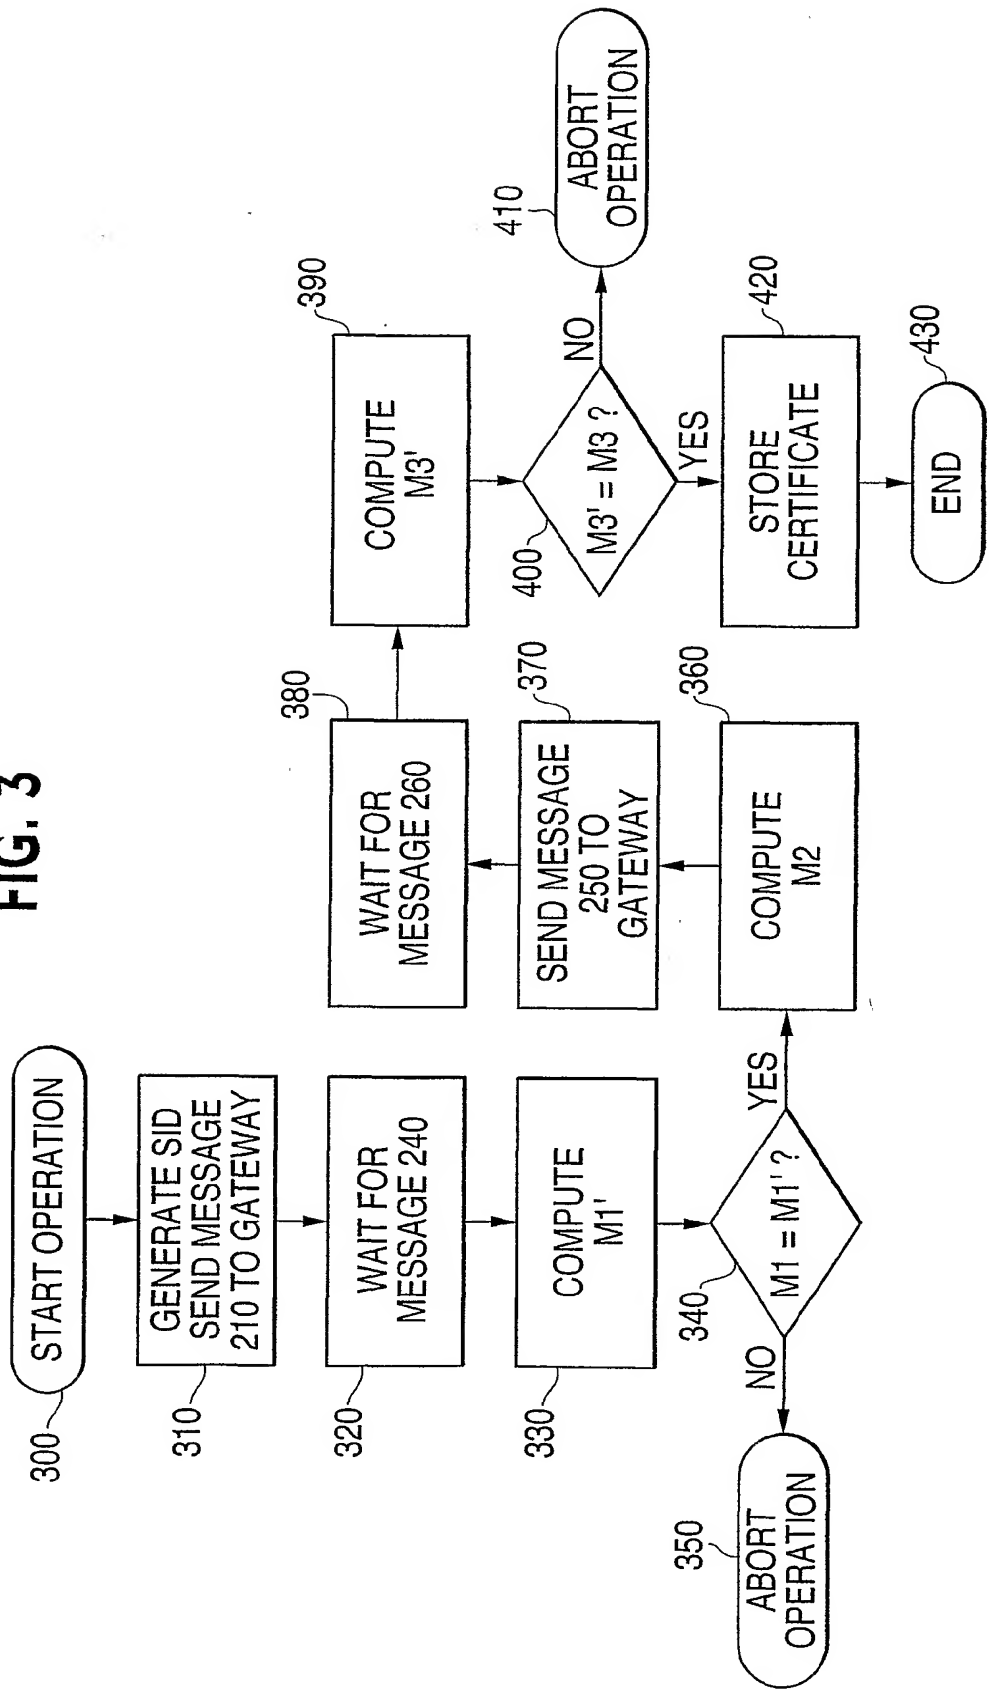 FIG. 3
300
START OPERATION
310
GENERATE SID
SEND MESSAGE
210 TO GATEWAY
320
WAIT FOR
MESSAGE 240
330
COMPUTE
M1'
340
M1 = M1' ?
NO
350
ABORT
OPERATION
YES
360
COMPUTE
M2
370
SEND MESSAGE
250 TO
GATEWAY
380
WAIT FOR
MESSAGE 260
390
COMPUTE
M3'
400
M3' = M3 ?
NO
410
ABORT
OPERATION
YES
420
STORE
CERTIFICATE
430
END